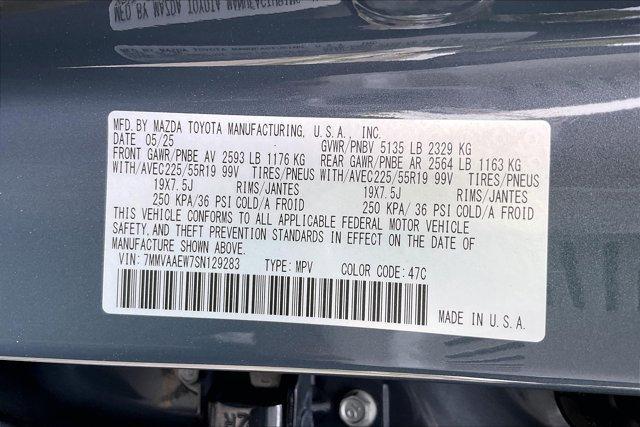 MFD. BY MAZDA TOYOTA MANUFACTURING, U.S.A., INC.
DATE 05/25 GVWR/PNBV 5135 LB 2329 KG
FRONT GAWR/PNBE AV 2593 LB 1176 KG REAR GAWR/PNBE AR 2564 LB 1163 KG
WITH/AVEC225/55R19 99V TIRES/PNEUS WITH/AVEC225/55R19 99V TIRES/PNEUS
19X7.5J RIMS/JANTES 19X7.5J RIMS/JANTES
250 KPA/36 PSI COLD/A FROID 250 KPA/ 36 PSI COLD/A FROID
THIS VEHICLE CONFORMS TO ALL APPLICABLE FEDERAL MOTOR VEHICLE
SAFETY, AND THEFT PREVENTION STANDARDS IN EFFECT ON THE DATE OF
MANUFACTURE SHOWN ABOVE.
VIN: 7MMVAAEW7SN129283 TYPE: MPV COLOR CODE: 47C
MADE IN U.S.A.